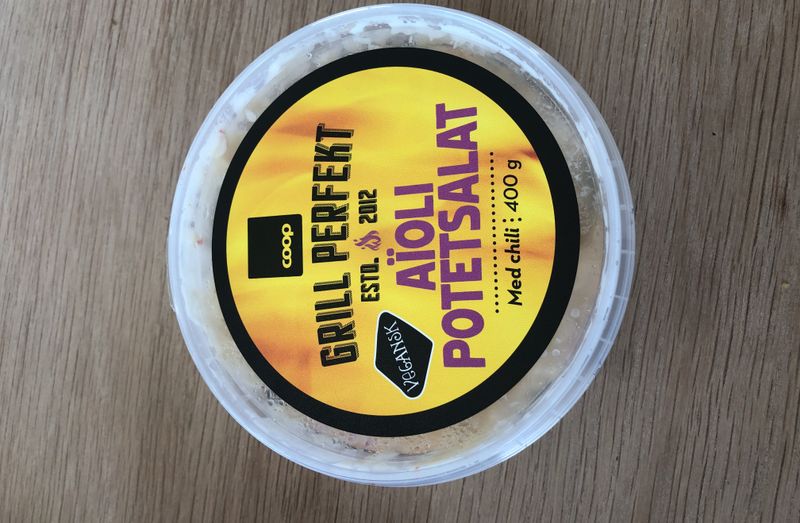 coop
GRILL PERFEKT
ESTD. 2012
AÏOLI
POTETSALAT
VEGANSK
Med chili : 400 g